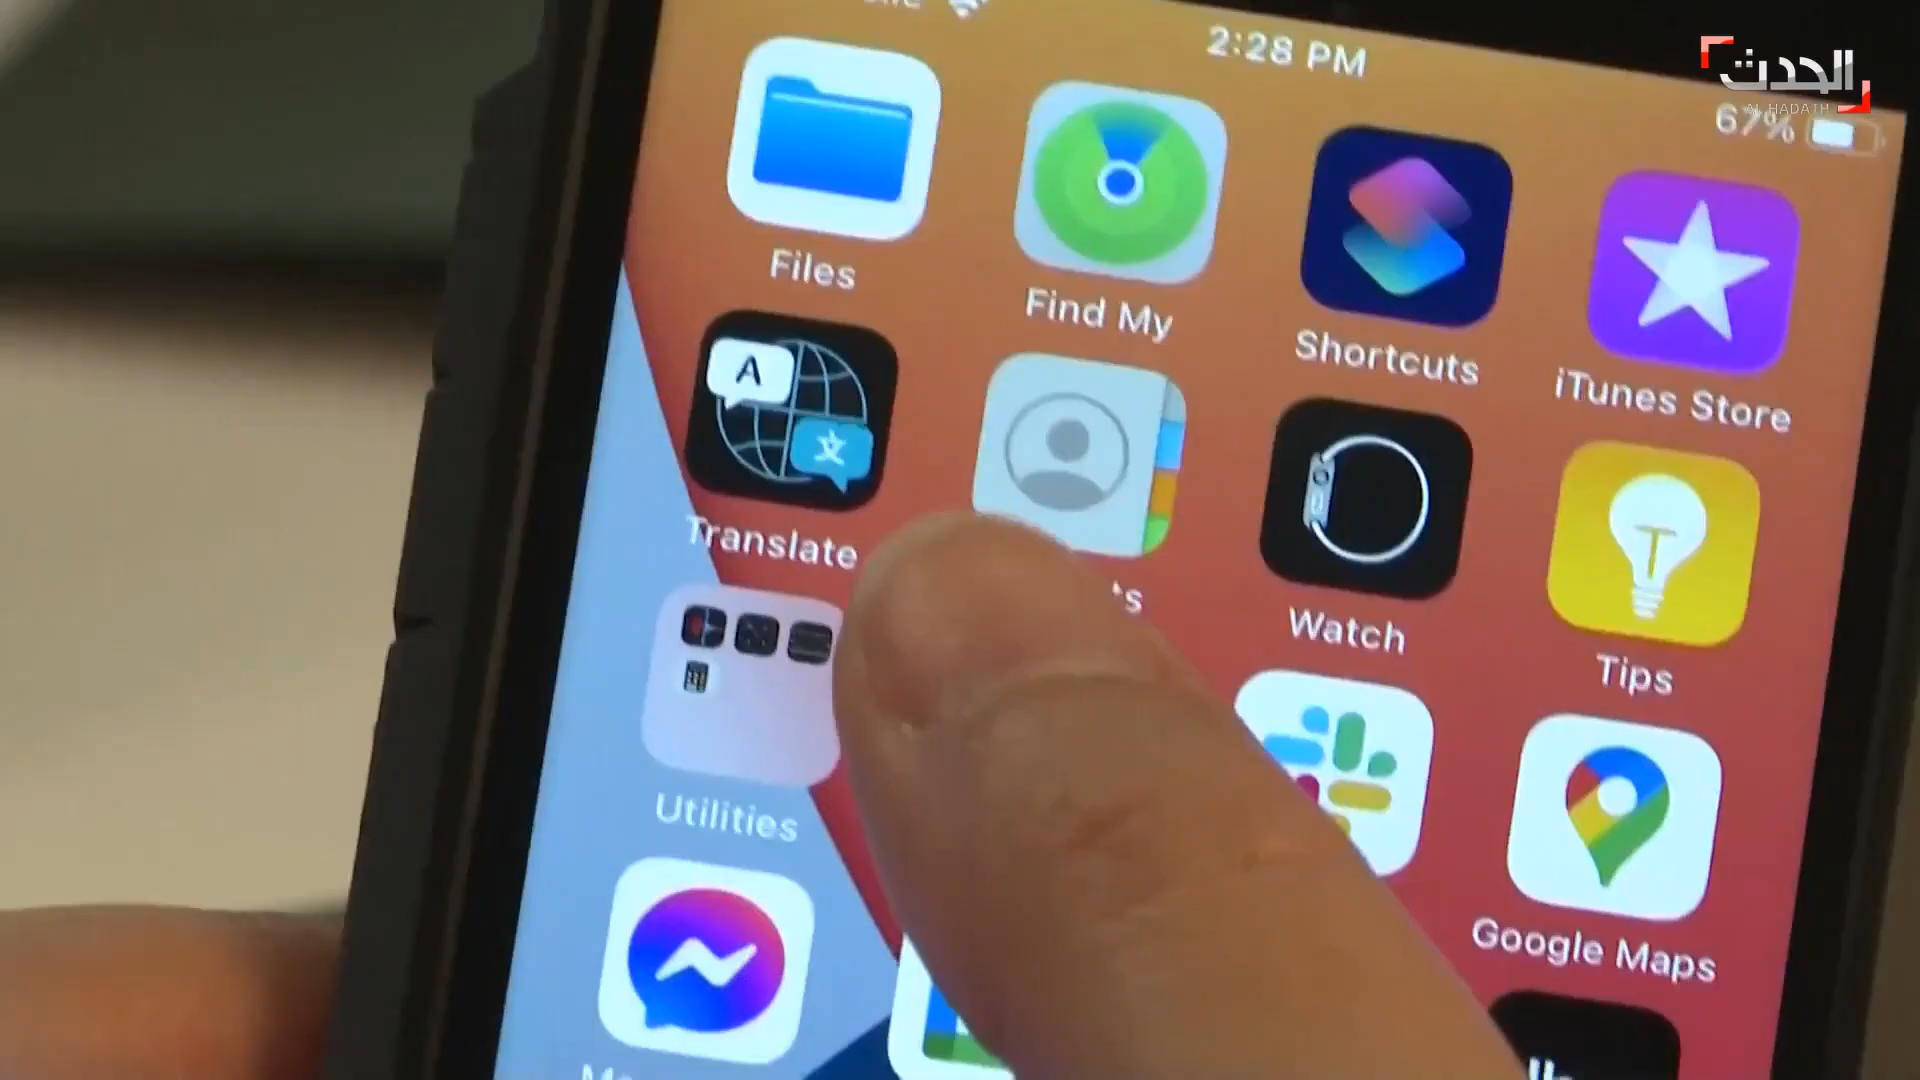 2:28 PM
الحدث
AL HADATH
67%
Files
Find My
Shortcuts
iTunes Store
A
文
Translate
Watch
Tips
Utilities
Google Maps